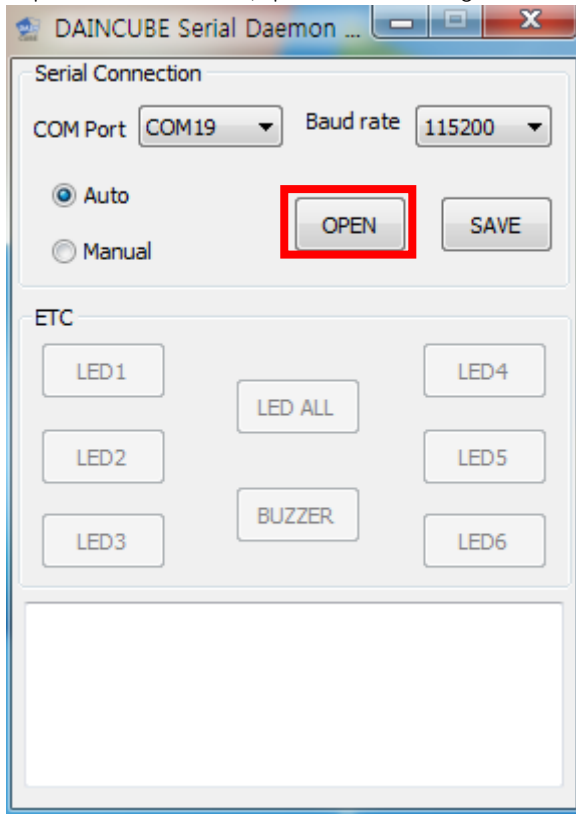 DAINCUBE Serial Daemon ...
Serial Connection
COM Port COM19 Baud rate 115200
Auto
OPEN SAVE
Manual
ETC
LED1 LED4
LED ALL
LED2 LED5
BUZZER
LED3 LED6